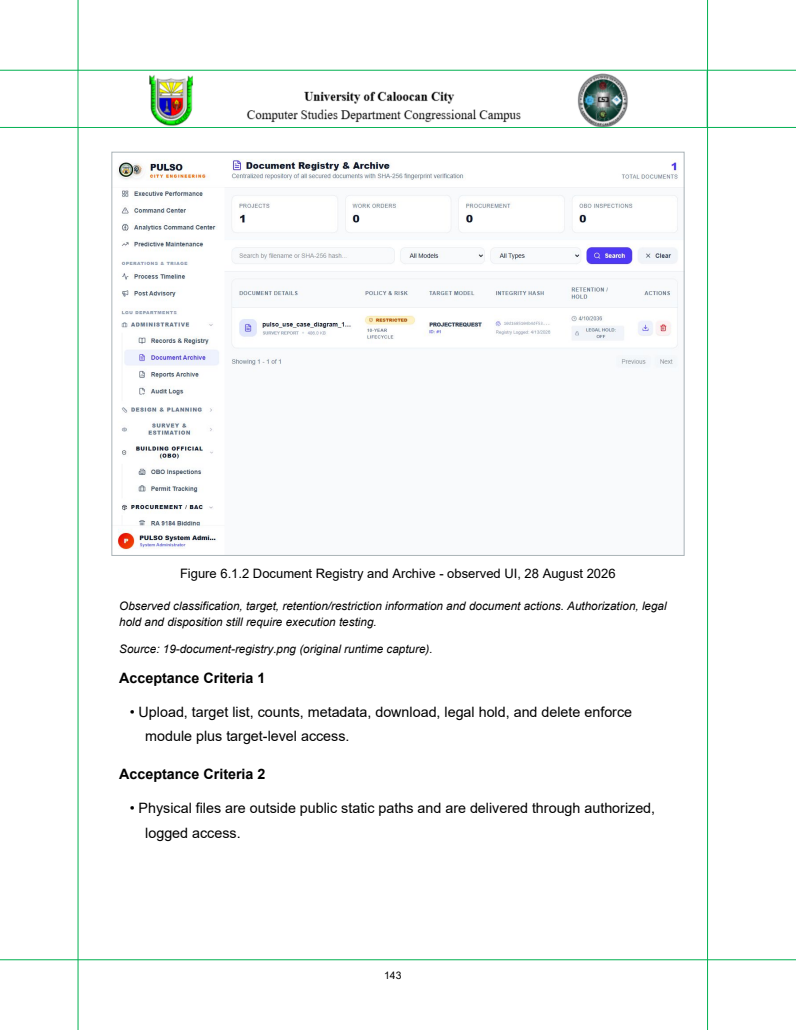 University of Caloocan City
Computer Studies Department Congressional Campus
PULSO
CITY ENGINEERING
Executive Performance
Command Center
Analytics Command Center
Predictive Maintenance
OPERATIONS & TRIAGE
Process Timeline
Post Advisory
LGU DEPARTMENTS
ADMINISTRATIVE
Records & Registry
Document Archive
Reports Archive
Audit Logs
DESIGN & PLANNING
SURVEY &
ESTIMATION
BUILDING OFFICIAL
(OBO)
OBO Inspections
Permit Tracking
PROCUREMENT / BAC
RA 9184 Bidding
P
PULSO System Admi...
System Administrator
Document Registry & Archive
Centralized repository of all secured documents with SHA-256 fingerprint verification
1
TOTAL DOCUMENTS
PROJECTS
1
WORK ORDERS
0
PROCUREMENT
0
OBO INSPECTIONS
0
Search by filename or SHA-256 hash...
All Models
All Types
Search
Clear
DOCUMENT DETAILS
POLICY & RISK
TARGET MODEL
INTEGRITY HASH
RETENTION /
HOLD
ACTIONS
pulso_use_case_diagram_1...
SURVEY REPORT
RESTRICTED
10-YEAR
LIFECYCLE
PROJECTREQUEST
ID: #1
Registry Logged:
4/10/2036
LEGAL HOLD:
OFF
Showing 1 - 1 of 1
Previous
Next
Figure 6.1.2 Document Registry and Archive - observed UI, 28 August 2026
Observed classification, target, retention/restriction information and document actions. Authorization, legal
hold and disposition still require execution testing.
Source: 19-document-registry.png (original runtime capture).
Acceptance Criteria 1
• Upload, target list, counts, metadata, download, legal hold, and delete enforce
module plus target-level access.
Acceptance Criteria 2
• Physical files are outside public static paths and are delivered through authorized,
logged access.
143